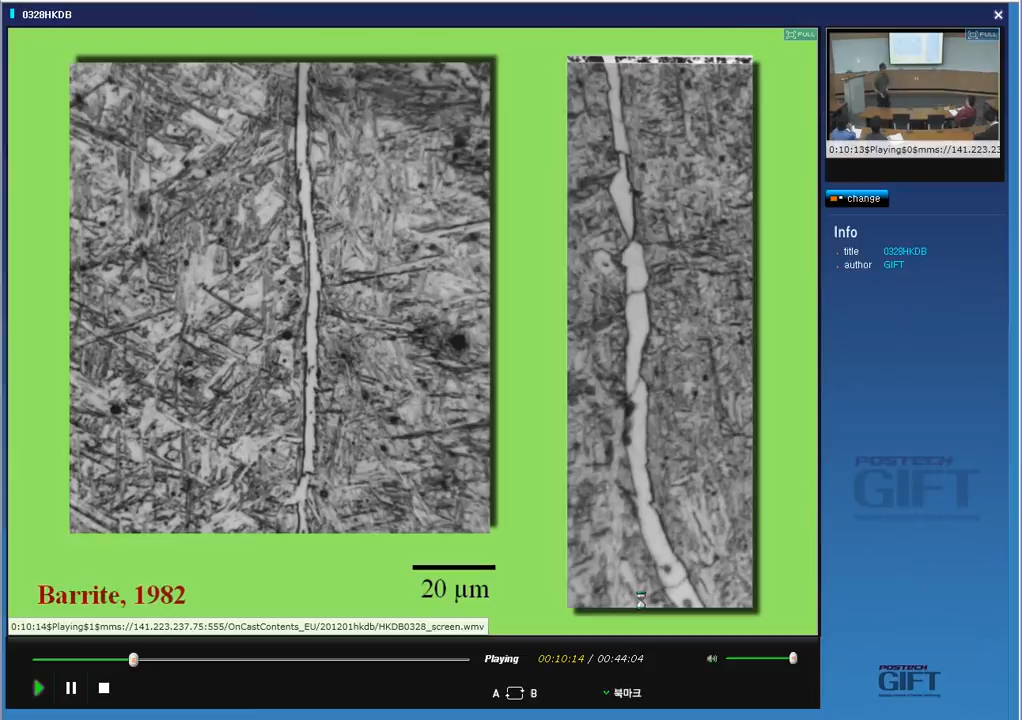 0328HKDB
FULL
FULL
0:10:13$Playing$0$mms://141.223.23
change
Info
. title 0328HKDB
. author GIFT
POSTECH
GIFT
20 µm
Barrite, 1982
0:10:14$Playing$1$mms://141.223.237.75:555/OnCastContents_EU/201201hkdb/HKDB0328_screen.wmv
Playing 00:10:14 / 00:44:04
A B
북마크
POSTECH
GIFT